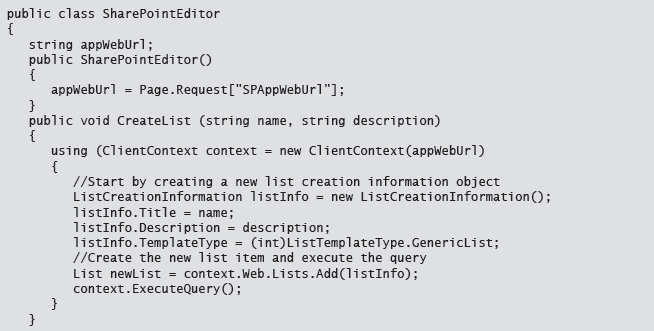 public class SharePointEditor
{
string appWebUrl;
public SharePointEditor()
{
appWebUrl = Page.Request["SPAppWebUrl"];
}
public void CreateList (string name, string description)
{
using (ClientContext context = new ClientContext(appWebUrl)
{
//Start by creating a new list creation information object
ListCreationInformation listInfo = new ListCreationInformation();
listInfo.Title = name;
listInfo.Description = description;
listInfo.TemplateType = (int)ListTemplateType.GenericList;
//Create the new list item and execute the query
List newList = context.Web.Lists.Add(listInfo);
context.ExecuteQuery();
}
}